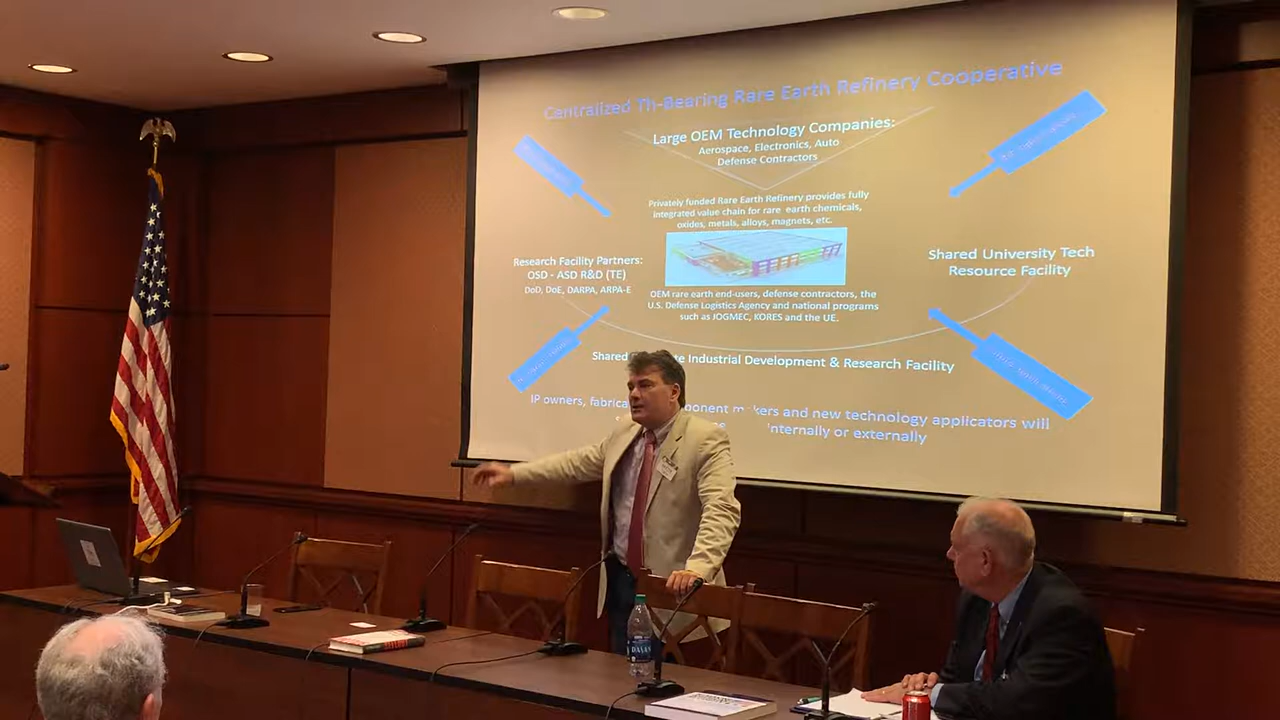 Centralized Th-Bearing Rare Earth Refinery Cooperative
Large OEM Technology Companies:
Aerospace, Electronics, Auto
Defense Contractors
Privately funded Rare Earth Refinery provides fully
integrated value chain for rare earth chemicals,
oxides, metals, alloys, magnets, etc.
Research Facility Partners:
OSD - ASD R&D (TE)
DoD, DoE, DARPA, ARPA-E
Shared University Tech
Resource Facility
OEM rare earth end-users, defense contractors, the
U.S. Defense Logistics Agency and national programs
such as JOGMEC, KORES and the UE.
Shared Industrial Development & Research Facility
IP owners, makers and new technology applicators will
internally or externally
DASANI